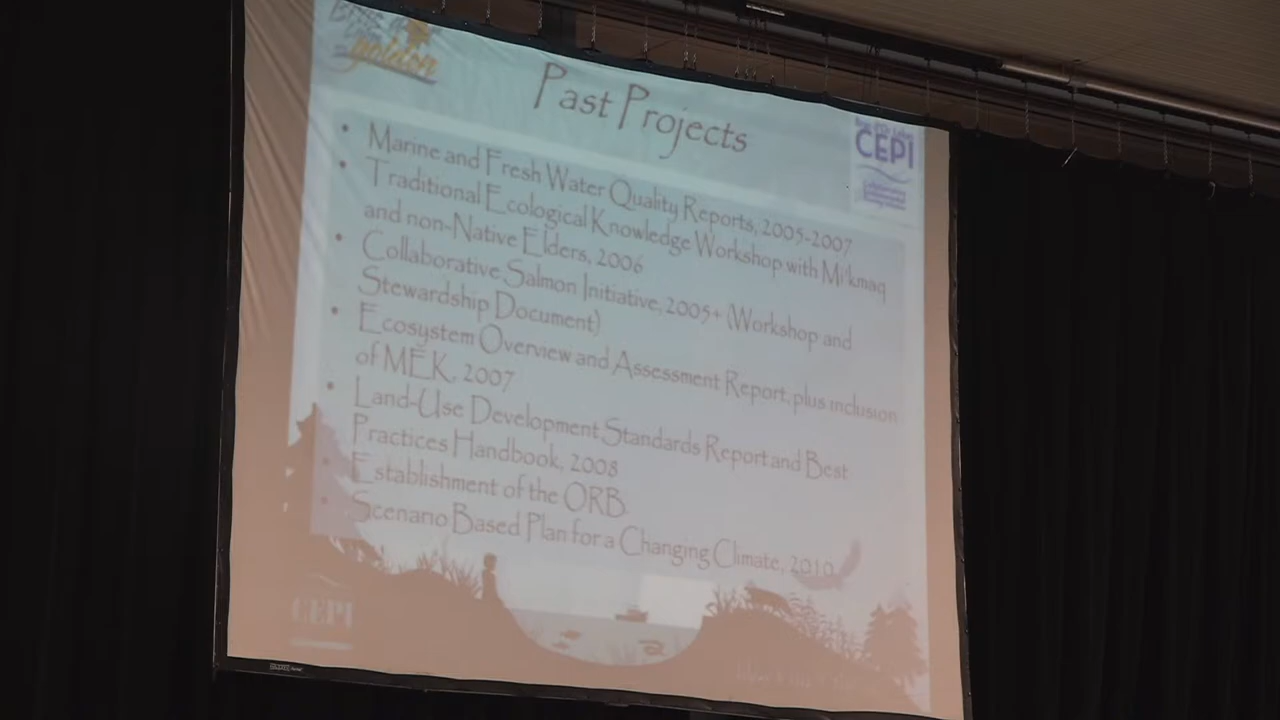 golden
Past Projects
CEPI
• Marine and Fresh Water Quality Reports, 2005-2007
• Traditional Ecological Knowledge Workshop with Mi'kmaq
and non-Native Elders, 2006
• Collaborative Salmon Initiative, 2005+ (Workshop and
Stewardship Document)
• Ecosystem Overview and Assessment Report, plus inclusion
of MEK, 2007
• Land-Use Development Standards Report and Best
Practices Handbook, 2008
• Establishment of the ORB
• Scenario Based Plan for a Changing Climate, 2010
CEPI